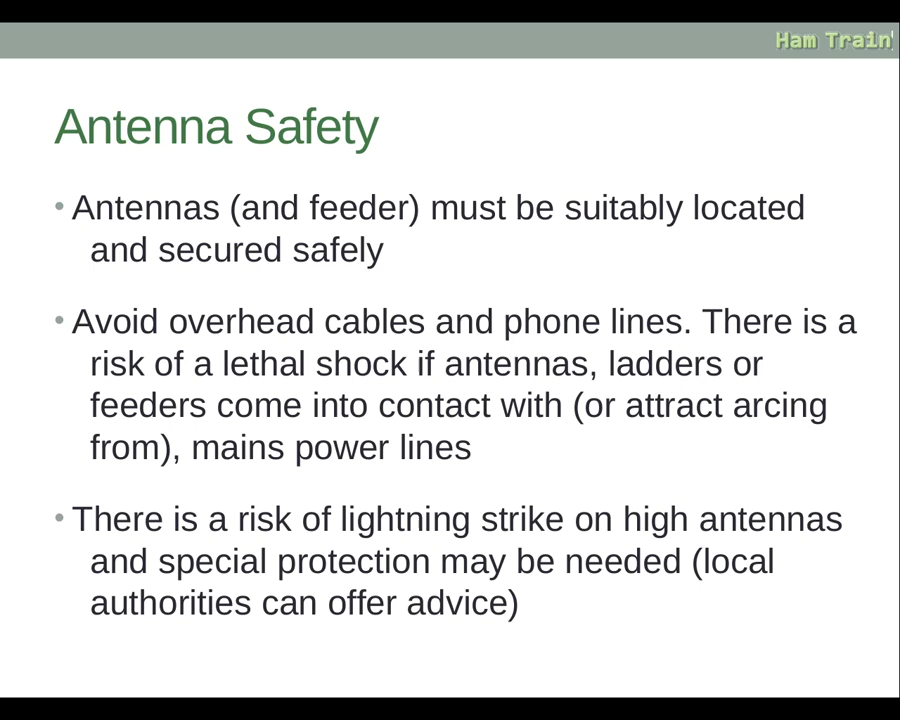 Ham Train
Antenna Safety
• Antennas (and feeder) must be suitably located
and secured safely
• Avoid overhead cables and phone lines. There is a
risk of a lethal shock if antennas, ladders or
feeders come into contact with (or attract arcing
from), mains power lines
• There is a risk of lightning strike on high antennas
and special protection may be needed (local
authorities can offer advice)